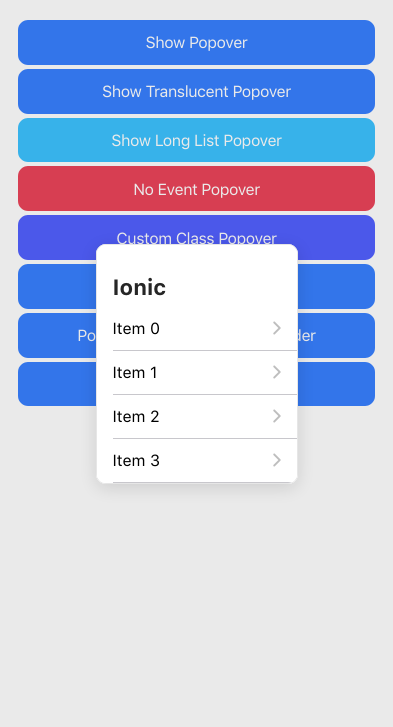 Show Popover
Show Translucent Popover
Show Long List Popover
No Event Popover
Custom Class Popover
Ionic
Item 0
Item 1
Item 2
Item 3